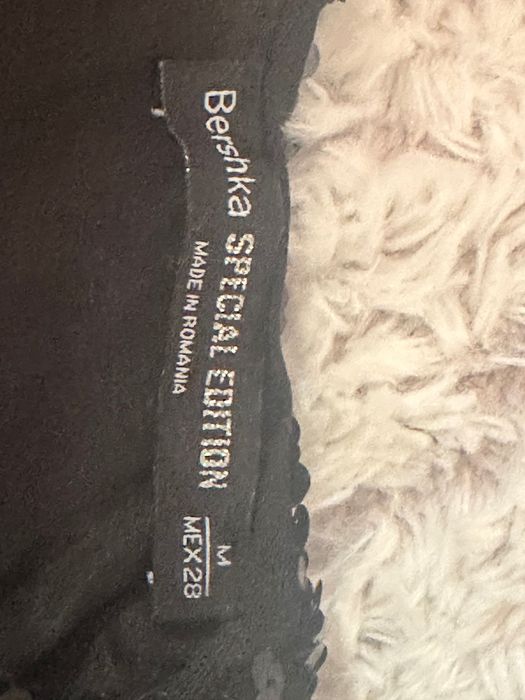 Bershka SPECIAL EDITION
MADE IN ROMANIA
M
MEX 28